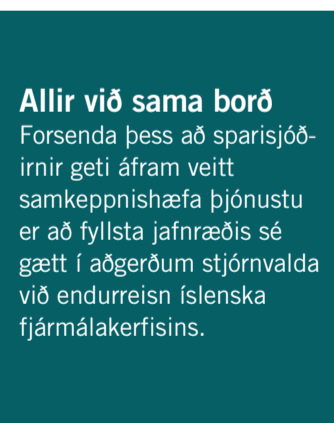 Allir við sama borð
Forsenda þess að sparisjóð-
irnir geti áfram veitt
samkeppnishæfa þjónustu
er að fyllsta jafnræðis sé
gætt í aðgerðum stjórnvalda
við endurreisn íslenska
fjármálakerfisins.